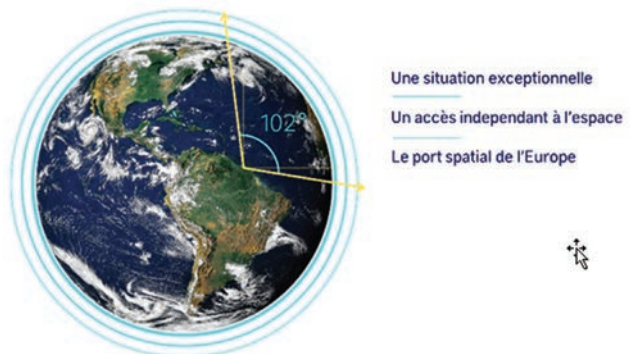 102°
Une situation exceptionnelle
Un accès independant à l'espace
Le port spatial de l'Europe